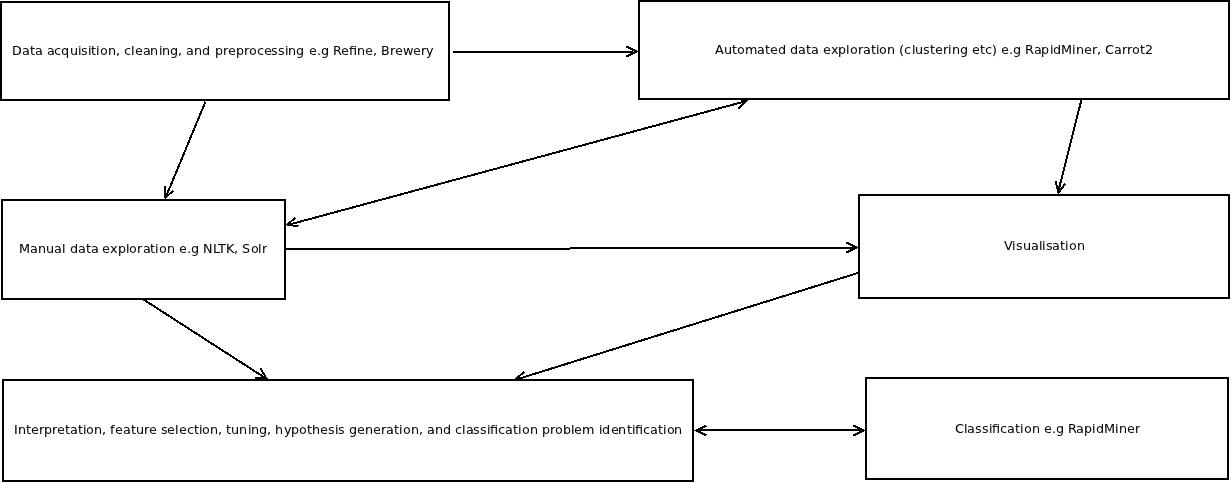 Data acquisition, cleaning, and preprocessing e.g Refine, Brewery
Automated data exploration (clustering etc) e.g RapidMiner, Carrot2
Manual data exploration e.g NLTK, Solr
Visualisation
Interpretation, feature selection, tuning, hypothesis generation, and classification problem identification
Classification e.g RapidMiner